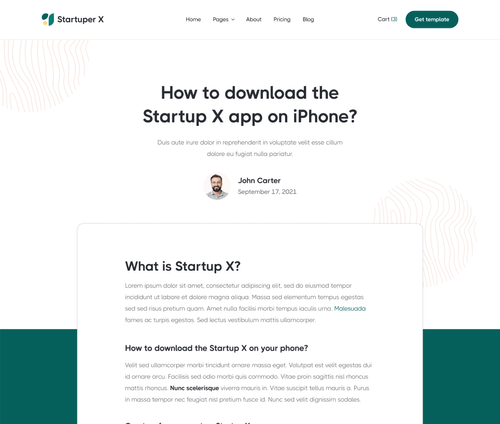 Startuper X
Home Pages About Pricing Blog
Cart (3) Get template
How to download the
Startup X app on iPhone?
Duis aute irure dolor in reprehenderit in voluptate velit esse cillum
dolore eu fugiat nulla pariatur.
John Carter
September 17, 2021
What is Startup X?
Lorem ipsum dolor sit amet, consectetur adipiscing elit, sed do eiusmod tempor
incididunt ut labore et dolore magna aliqua. Massa sed elementum tempus egestas
sed sed risus pretium quam. Amet nulla facilisi morbi tempus iaculis urna. Malesuada
fames ac turpis egestas. Sed lectus vestibulum mattis ullamcorper.
How to download the Startup X on your phone?
Velit sed ullamcorper morbi tincidunt ornare massa eget. Volutpat est velit egestas dui
id ornare arcu. Facilisis sed odio morbi quis commodo. Vitae proin sagittis nisl rhoncus
mattis rhoncus. Nunc scelerisque viverra mauris in. Vitae suscipit tellus mauris a. Purus
in massa tempor nec feugiat nisl pretium fusce id. Nunc sed velit dignissim sodales.